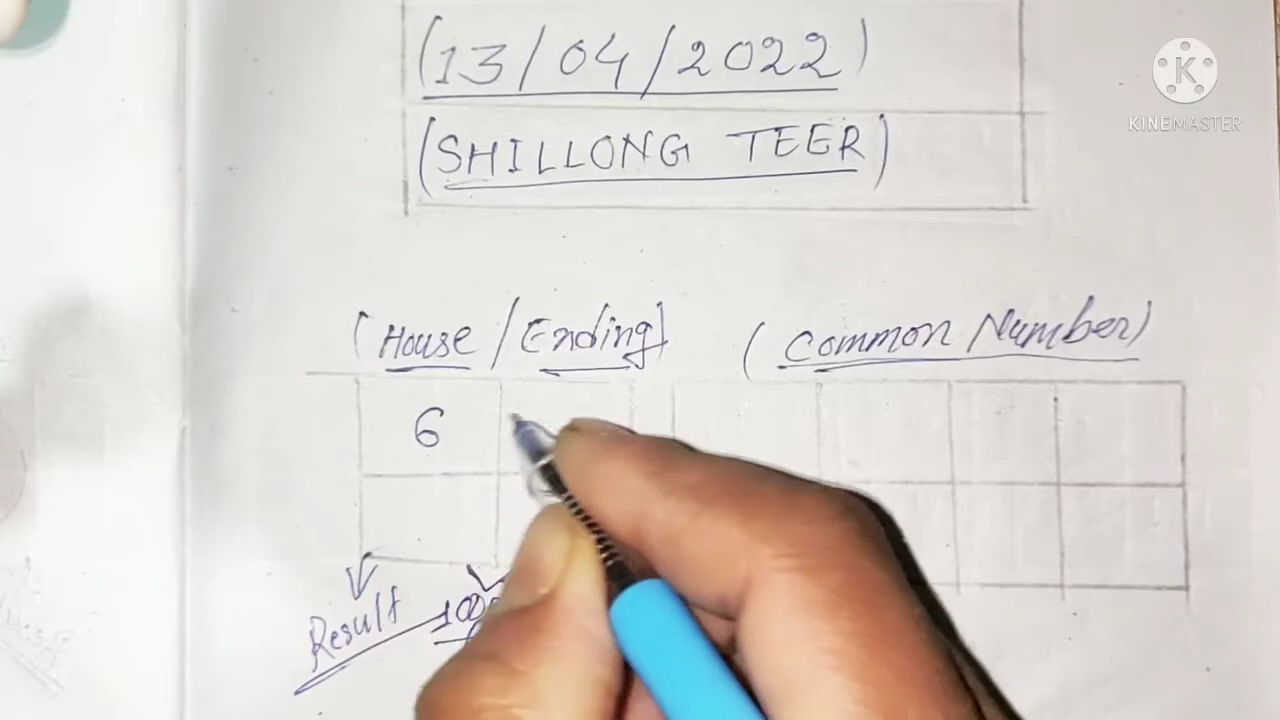 (13/04/2022)
KINEMASTER
(SHILLONG TEER)
(House/Ending)
(Common Number)
6
Result